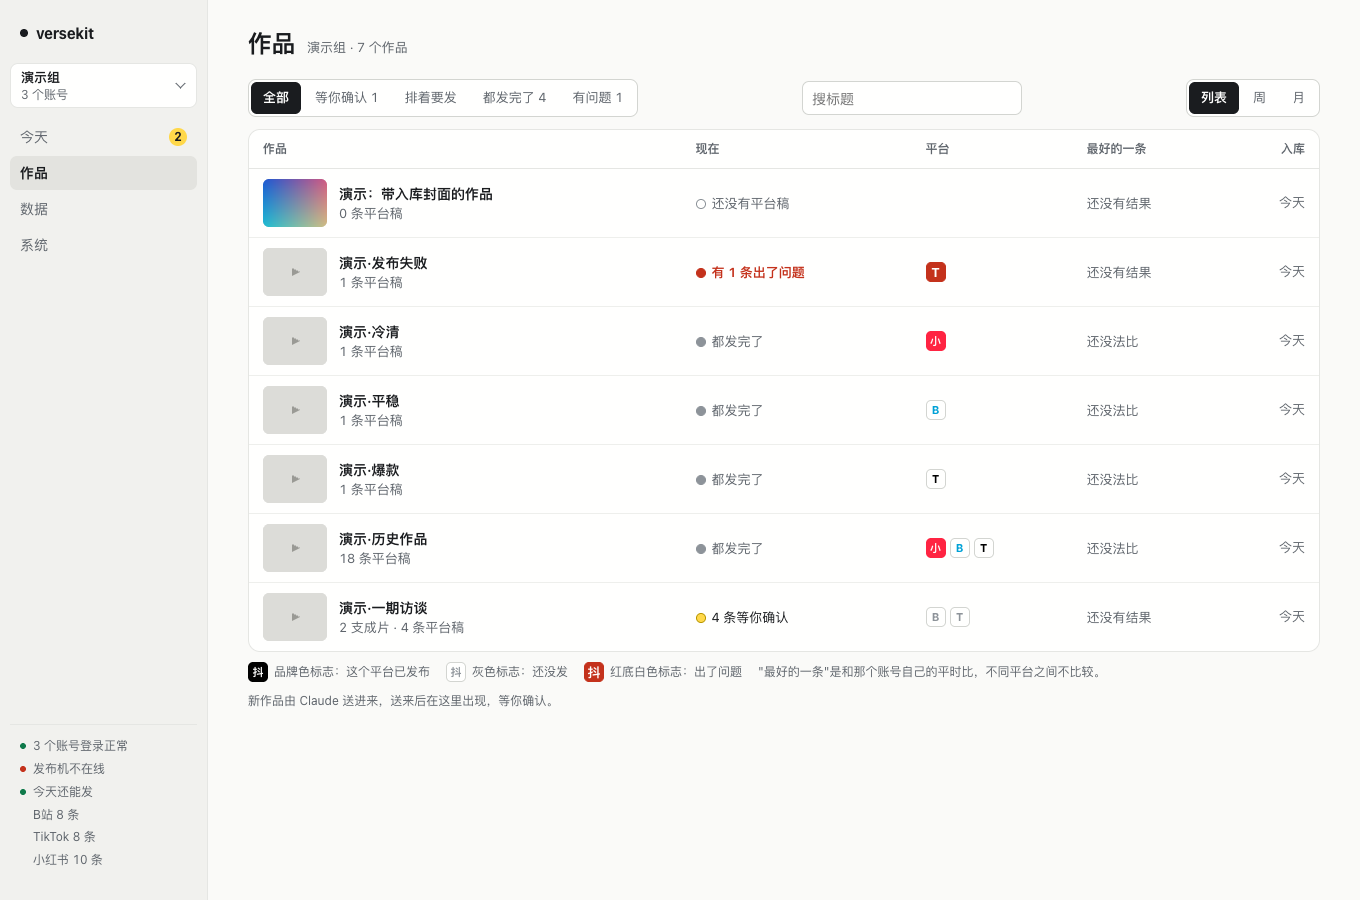 versekit
演示组
3 个账号
今天 2
作品
数据
系统
3 个账号登录正常
发布机不在线
今天还能发
B站 8 条
TikTok 8 条
小红书 10 条
作品 演示组 · 7 个作品
全部 等你确认 1 排着要发 都发完了 4 有问题 1 搜标题 列表 周 月
作品 现在 平台 最好的一条 入库
演示：带入库封面的作品
0 条平台稿
还没有平台稿 还没有结果 今天
演示·发布失败
1 条平台稿
有 1 条出了问题 T 还没有结果 今天
演示·冷清
1 条平台稿
都发完了 小 还没法比 今天
演示·平稳
1 条平台稿
都发完了 B 还没法比 今天
演示·爆款
1 条平台稿
都发完了 T 还没法比 今天
演示·历史作品
18 条平台稿
都发完了 小 B T 还没法比 今天
演示·一期访谈
2 支成片 · 4 条平台稿
4 条等你确认 B T 还没有结果 今天
抖 品牌色标志：这个平台已发布 抖 灰色标志：还没发 抖 红底白色标志：出了问题 "最好的一条"是和那个账号自己的平时比，不同平台之间不比较。
新作品由 Claude 送进来，送来后在这里出现，等你确认。